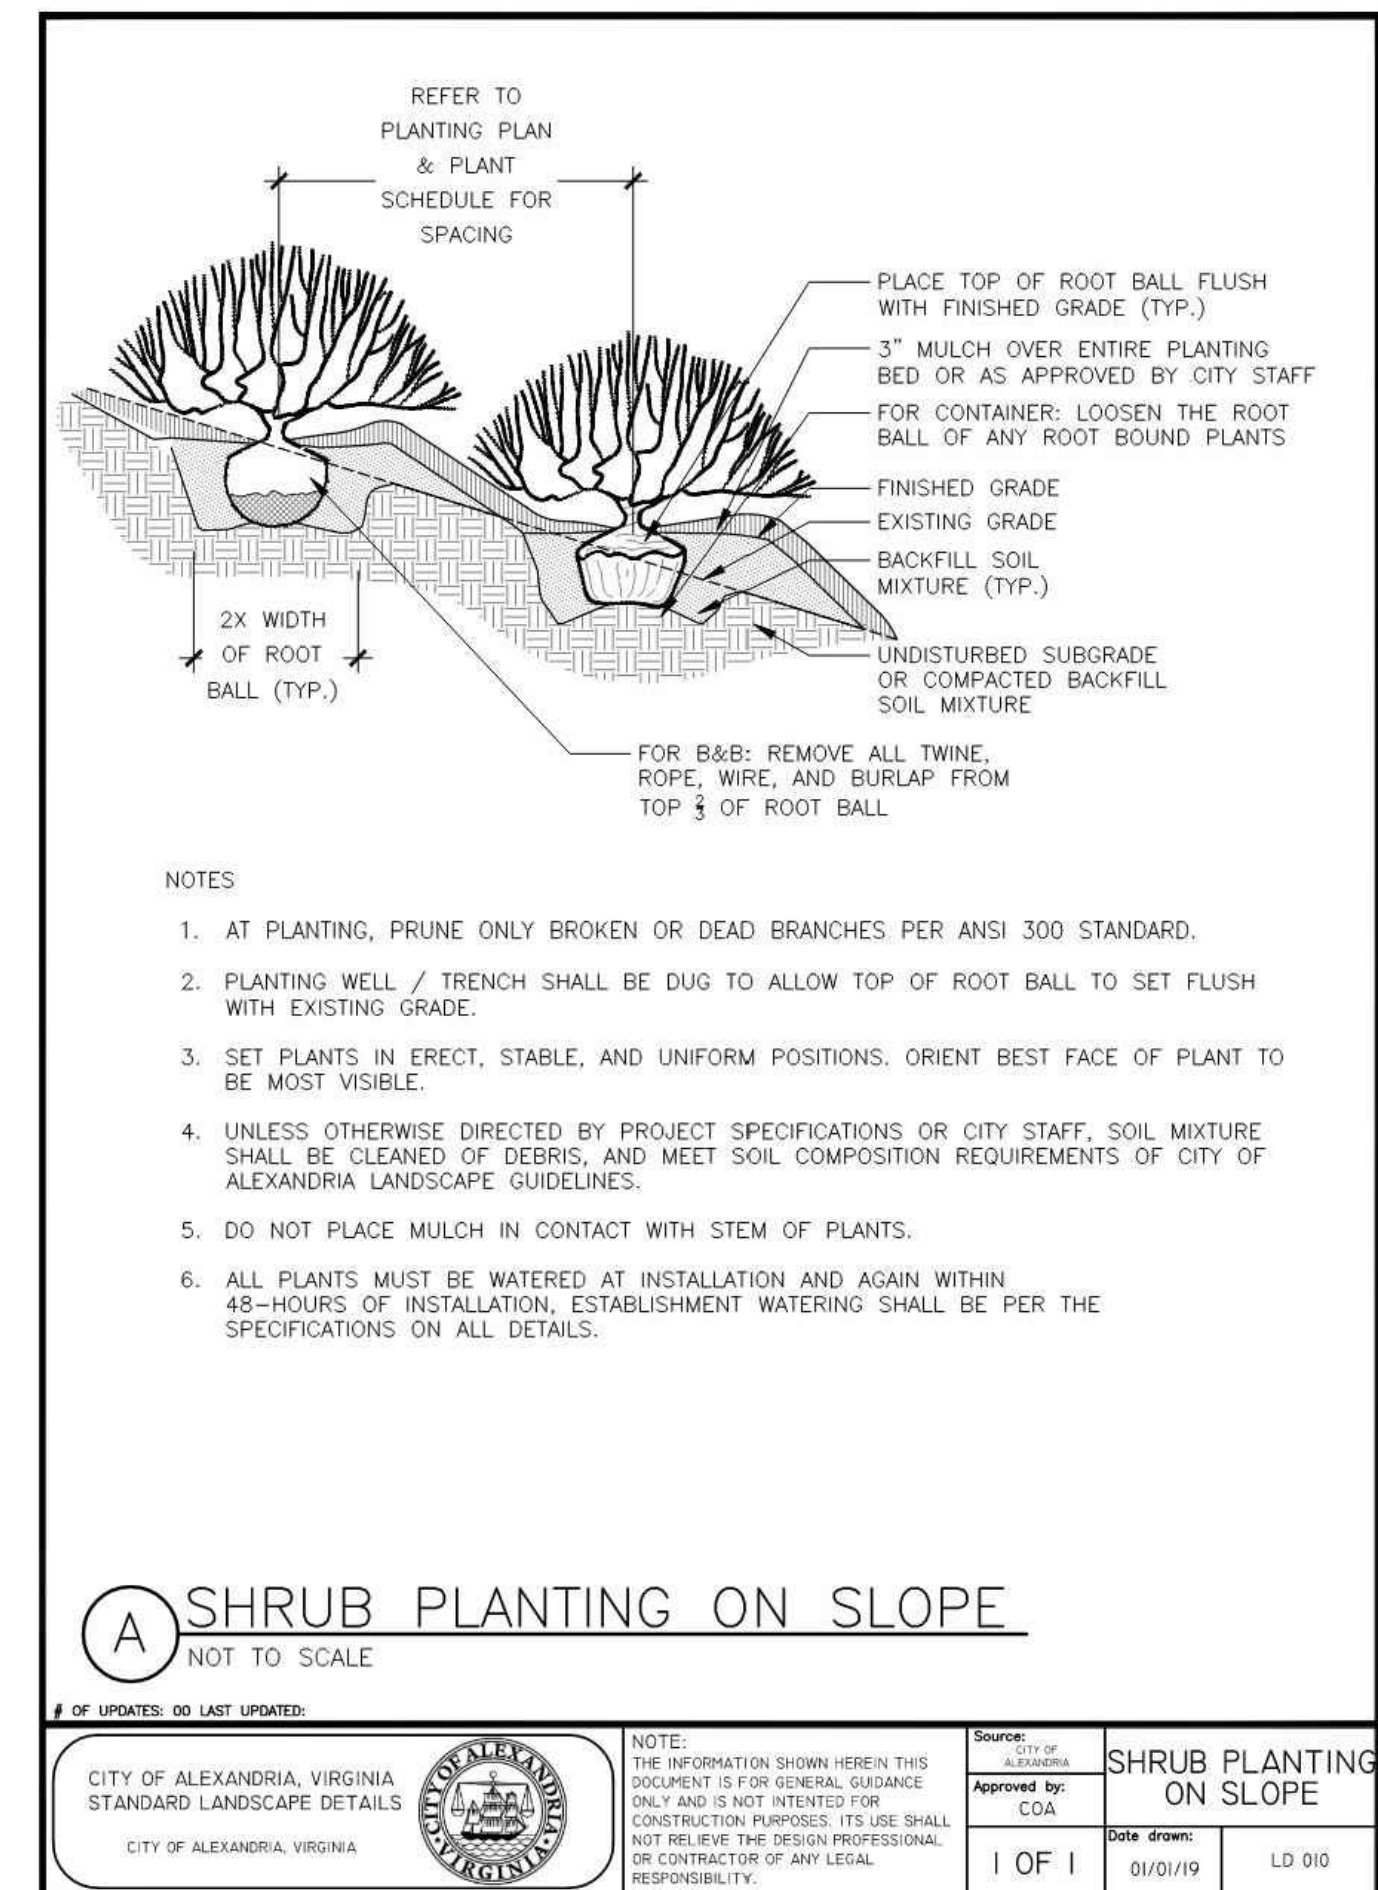 REFER TO
PLANTING PLAN
& PLANT
SCHEDULE FOR
SPACING
PLACE TOP OF ROOT BALL FLUSH
WITH FINISHED GRADE (TYP.)
3" MULCH OVER ENTIRE PLANTING
BED OR AS APPROVED BY CITY STAFF
FOR CONTAINER: LOOSEN THE ROOT
BALL OF ANY ROOT BOUND PLANTS
FINISHED GRADE
EXISTING GRADE
BACKFILL SOIL
MIXTURE (TYP.)
2X WIDTH
OF ROOT
BALL (TYP.)
UNDISTURBED SUBGRADE
OR COMPACTED BACKFILL
SOIL MIXTURE
FOR B&B: REMOVE ALL TWINE,
ROPE, WIRE, AND BURLAP FROM
TOP 2/3 OF ROOT BALL
NOTES
1. AT PLANTING, PRUNE ONLY BROKEN OR DEAD BRANCHES PER ANSI 300 STANDARD.
2. PLANTING WELL / TRENCH SHALL BE DUG TO ALLOW TOP OF ROOT BALL TO SET FLUSH
WITH EXISTING GRADE.
3. SET PLANTS IN ERECT, STABLE, AND UNIFORM POSITIONS. ORIENT BEST FACE OF PLANT TO
BE MOST VISIBLE.
4. UNLESS OTHERWISE DIRECTED BY PROJECT SPECIFICATIONS OR CITY STAFF, SOIL MIXTURE
SHALL BE CLEANED OF DEBRIS, AND MEET SOIL COMPOSITION REQUIREMENTS OF CITY OF
ALEXANDRIA LANDSCAPE GUIDELINES.
5. DO NOT PLACE MULCH IN CONTACT WITH STEM OF PLANTS.
6. ALL PLANTS MUST BE WATERED AT INSTALLATION AND AGAIN WITHIN
48-HOURS OF INSTALLATION, ESTABLISHMENT WATERING SHALL BE PER THE
SPECIFICATIONS ON ALL DETAILS.
A
SHRUB PLANTING ON SLOPE
NOT TO SCALE
# OF UPDATES: 00 LAST UPDATED:
CITY OF ALEXANDRIA, VIRGINIA
STANDARD LANDSCAPE DETAILS
CITY OF ALEXANDRIA, VIRGINIA
CITY OF ALEXANDRIA
VIRGINIA
NOTE:
THE INFORMATION SHOWN HEREIN THIS
DOCUMENT IS FOR GENERAL GUIDANCE
ONLY AND IS NOT INTENTED FOR
CONSTRUCTION PURPOSES. ITS USE SHALL
NOT RELIEVE THE DESIGN PROFESSIONAL
OR CONTRACTOR OF ANY LEGAL
RESPONSIBILITY.
Source:
CITY OF
ALEXANDRIA
Approved by:
COA
1 OF 1
SHRUB PLANTING
ON SLOPE
Date drawn:
01/01/19
LD 010